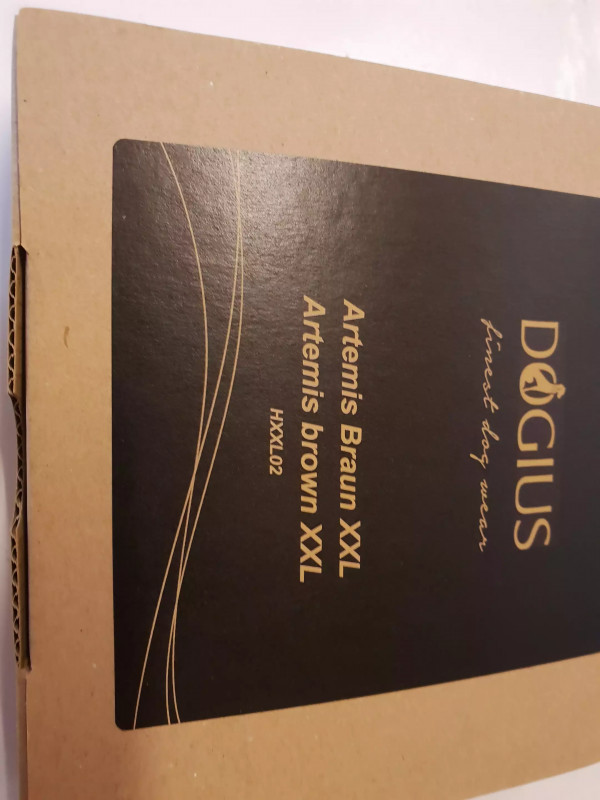 DOGIUS
finest dog wear
Artemis Braun XXL
Artemis brown XXL
HXXL02